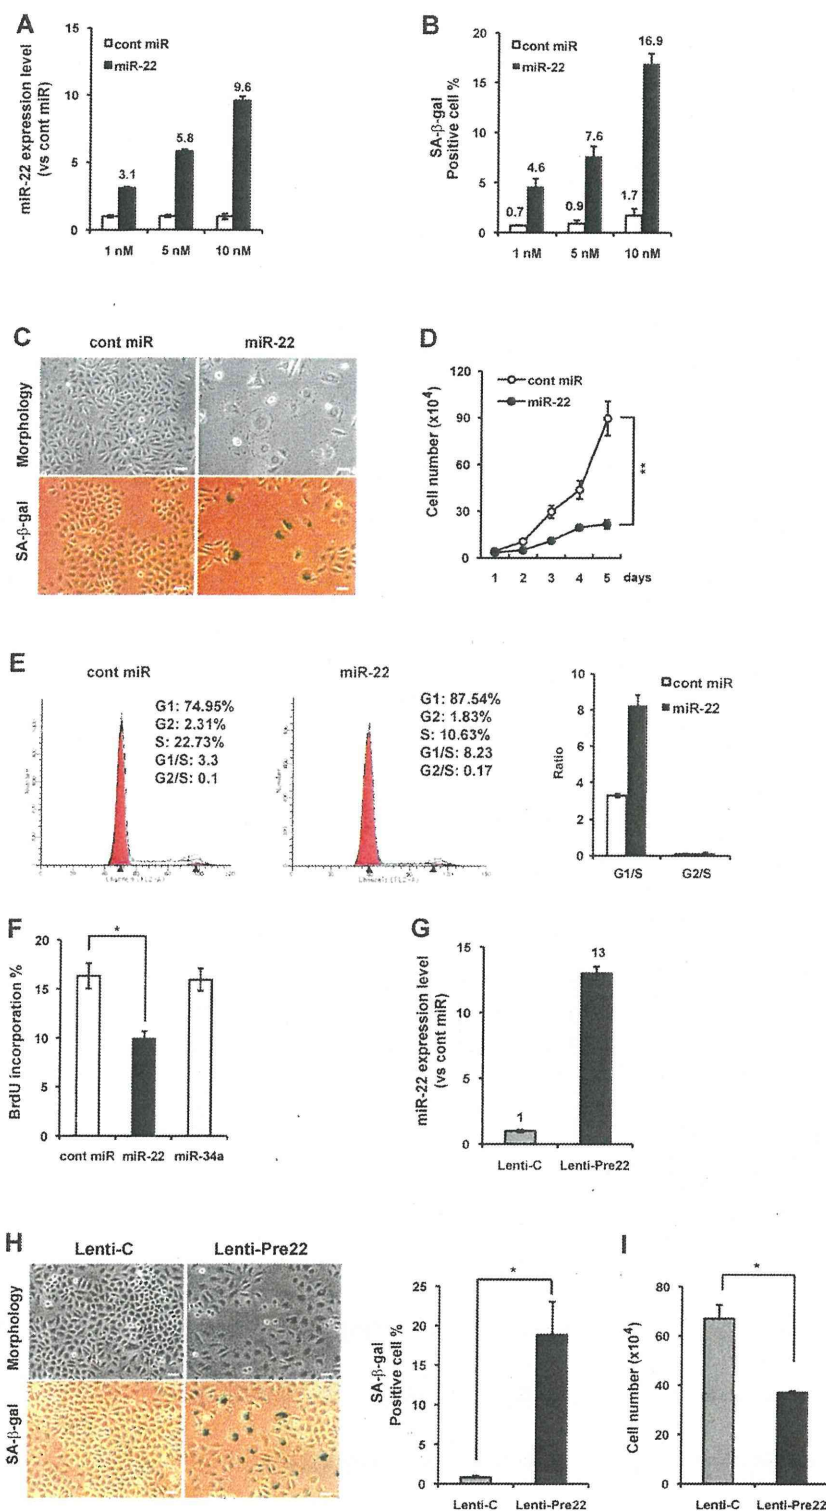 A
miR-22 expression level
(vs cont miR)
15
10
5
0
cont miR
miR-22
3.1
5.8
9.6
1 nM 5 nM 10 nM
B
SA-β-gal
Positive cell %
20
15
10
5
0
cont miR
miR-22
0.7
4.6
0.9
7.6
1.7
16.9
1 nM 5 nM 10 nM
C
cont miR miR-22
Morphology
SA-β-gal
D
Cell number (x10⁴)
120
90
60
30
0
cont miR
miR-22
**
1 2 3 4 5 days
E
cont miR
G1: 74.95%
G2: 2.31%
S: 22.73%
G1/S: 3.3
G2/S: 0.1
miR-22
G1: 87.54%
G2: 1.83%
S: 10.63%
G1/S: 8.23
G2/S: 0.17
Ratio
10
8
6
4
2
0
cont miR
miR-22
G1/S G2/S
F
BrdU incorporation %
20
15
10
5
0
*
cont miR miR-22 miR-34a
G
miR-22 expression level
(vs cont miR)
15
10
5
0
1
13
Lenti-C Lenti-Pre22
H
Lenti-C Lenti-Pre22
Morphology
SA-β-gal
SA-β-gal
Positive cell %
25
20
15
10
5
0
*
Lenti-C Lenti-Pre22
I
Cell number (x10⁴)
80
60
40
20
0
*
Lenti-C Lenti-Pre22